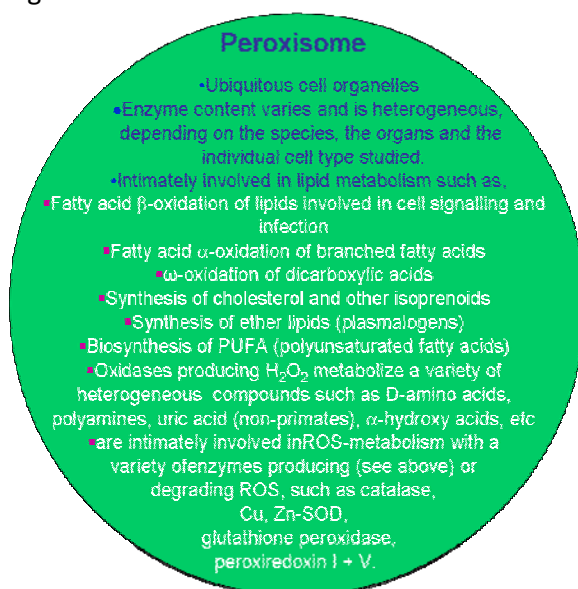 Peroxisome
•Ubiquitous cell organelles
•Enzyme content varies and is heterogeneous,
depending on the species, the organs and the
individual cell type studied.
•Intimately involved in lipid metabolism such as,
▪Fatty acid β-oxidation of lipids involved in cell signalling and
infection
▪Fatty acid α-oxidation of branched fatty acids
▪ω-oxidation of dicarboxylic acids
▪Synthesis of cholesterol and other isoprenoids
▪Synthesis of ether lipids (plasmalogens)
▪Biosynthesis of PUFA (polyunsaturated fatty acids)
▪Oxidases producing H₂O₂ metabolize a variety of
heterogeneous compounds such as D-amino acids,
polyamines, uric acid (non-primates), α-hydroxy acids, etc
▪are intimately involved inROS-metabolism with a
variety ofenzymes producing (see above) or
degrading ROS, such as catalase,
Cu, Zn-SOD,
glutathione peroxidase,
peroxiredoxin I + V.